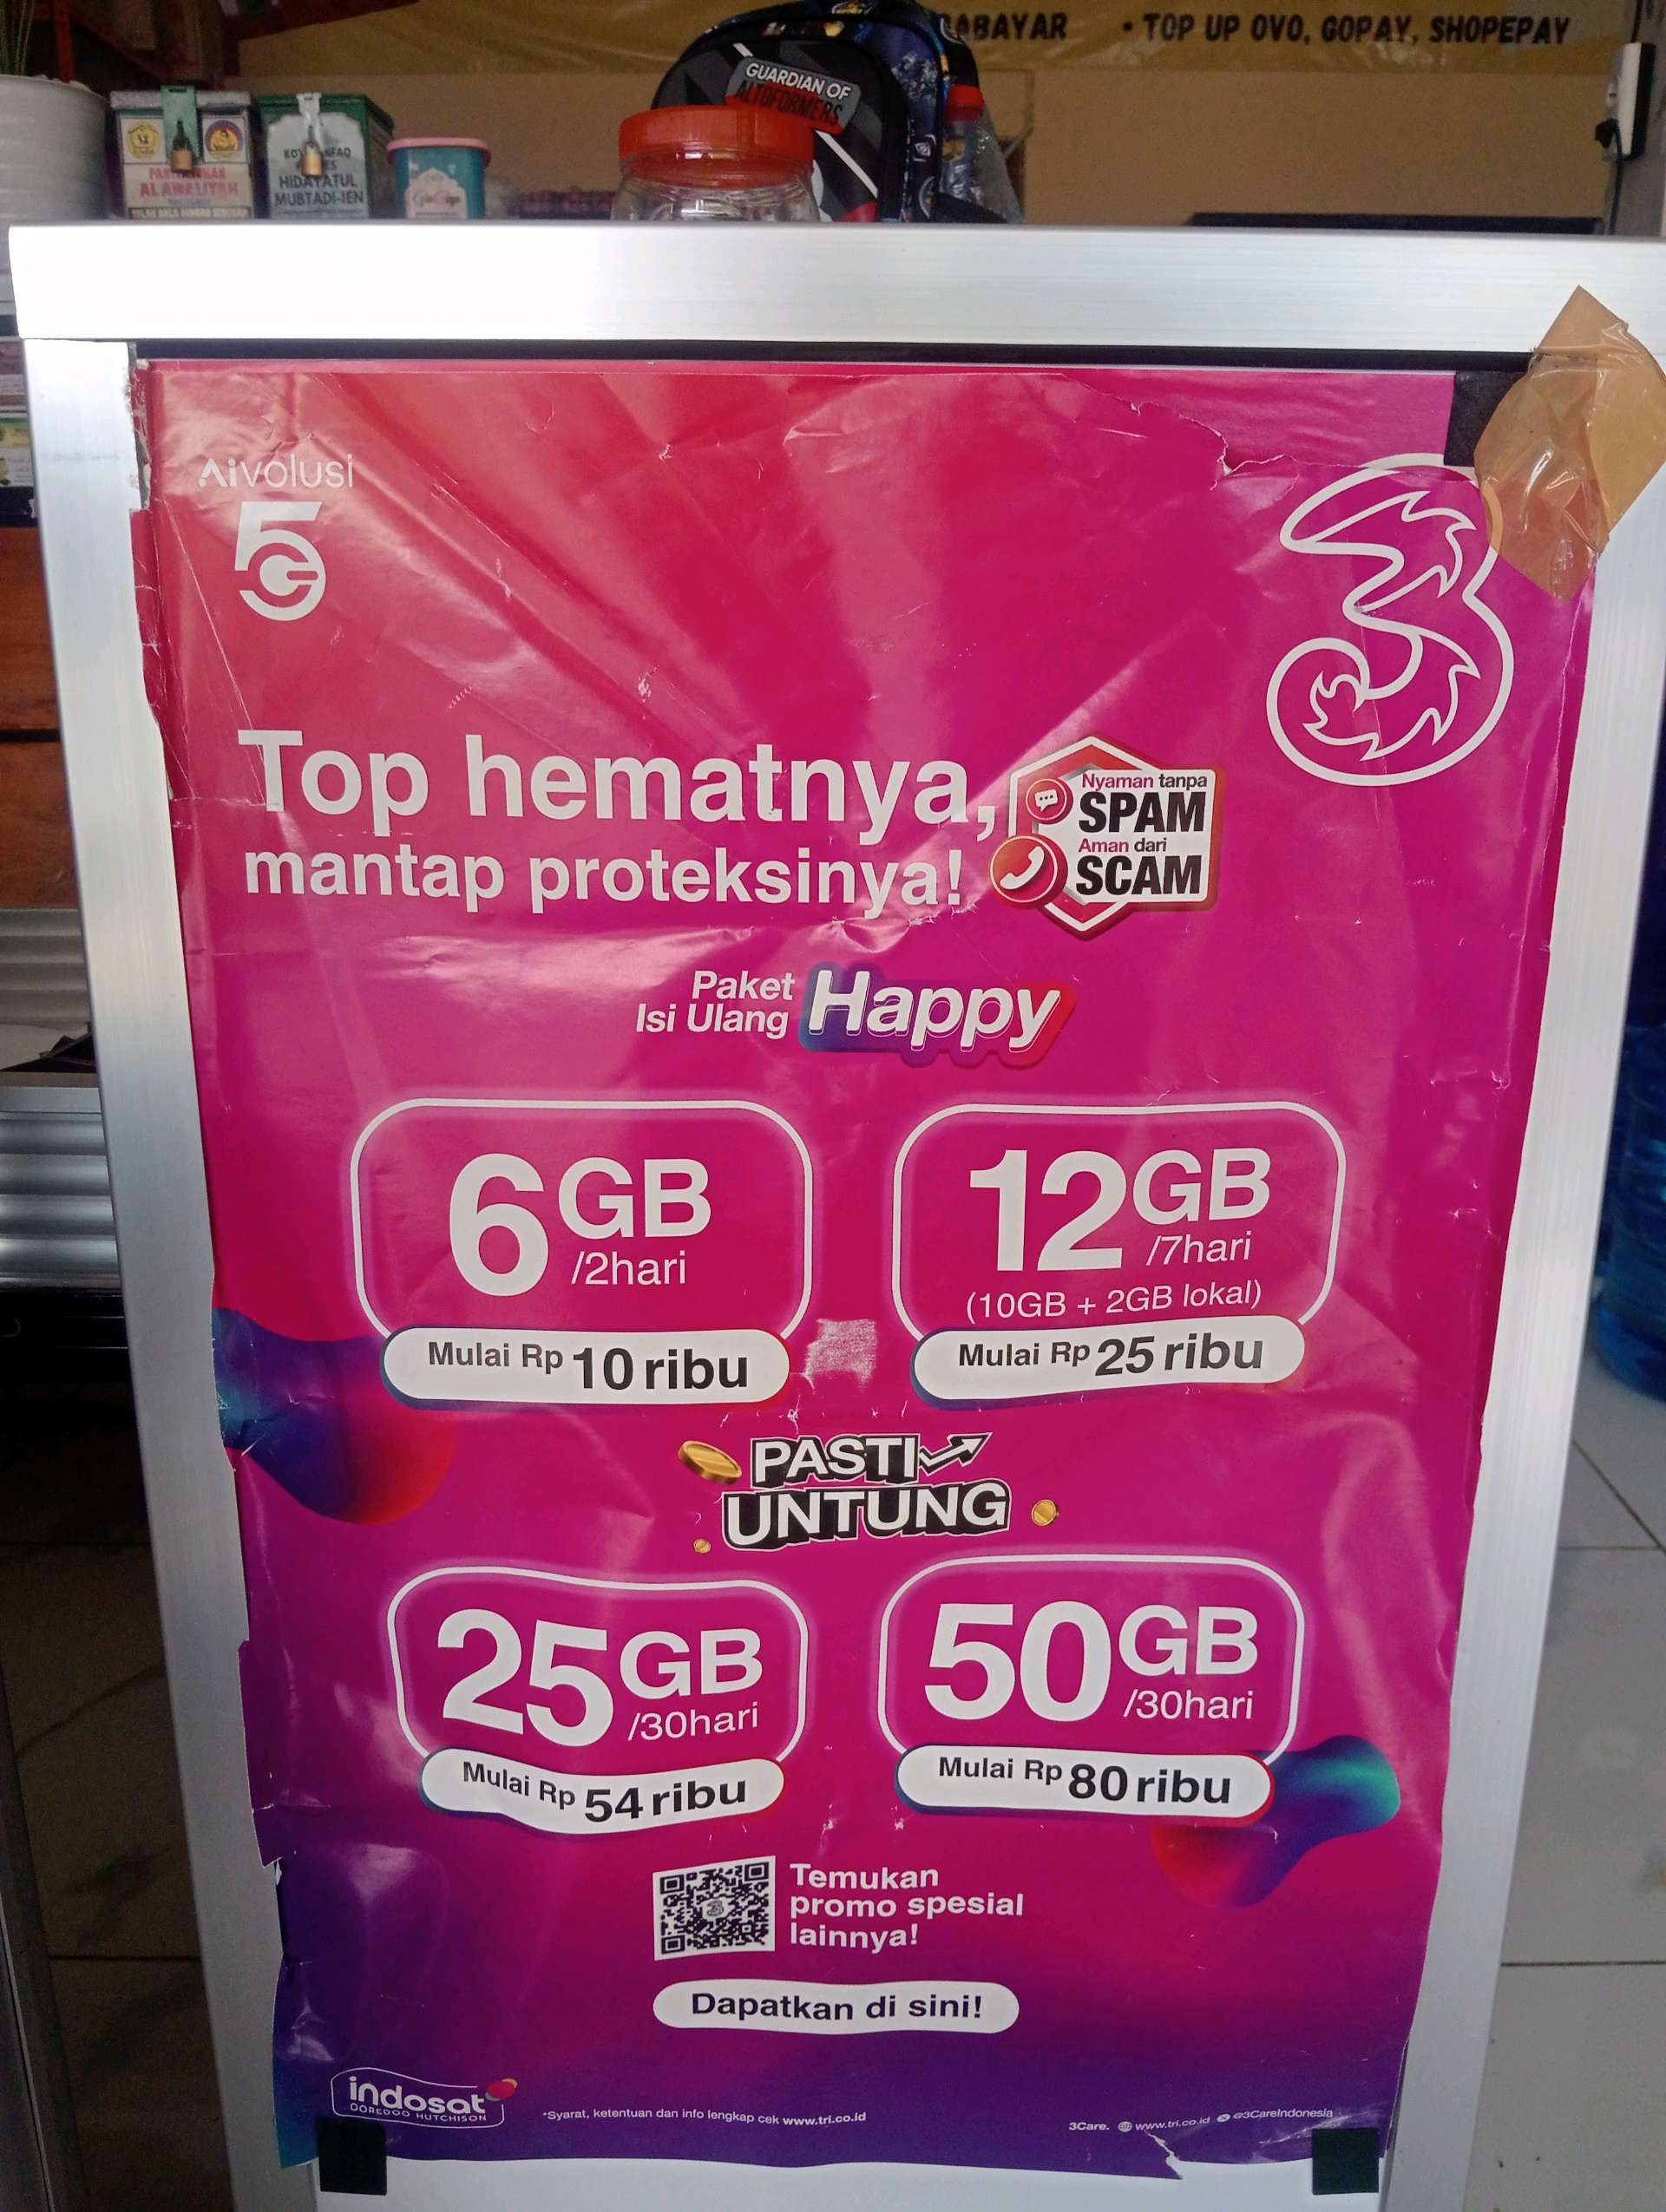 ABAYAR
• TOP UP OVO, GOPAY, SHOPEPAY
GUARDIAN OF
ALTOFORMERS
AL AWALIYAH
HIDAYATUL
MUBTADI-IEN
Aivolusi
5G
3
Top hematnya,
mantap proteksinya!
Nyaman tanpa
SPAM
Aman dari
SCAM
Paket
Isi Ulang
Happy
6GB
/2hari
Mulai Rp 10 ribu
12GB
/7hari
(10GB + 2GB lokal)
Mulai Rp 25 ribu
PASTI
UNTUNG
25GB
/30hari
Mulai Rp 54 ribu
50GB
/30hari
Mulai Rp 80 ribu
Temukan
promo spesial
lainnya!
Dapatkan di sini!
indosat
OOREDOO HUTCHISON
*Syarat, ketentuan dan info lengkap cek www.tri.co.id
3Care. www.tri.co.id @3CareIndonesia